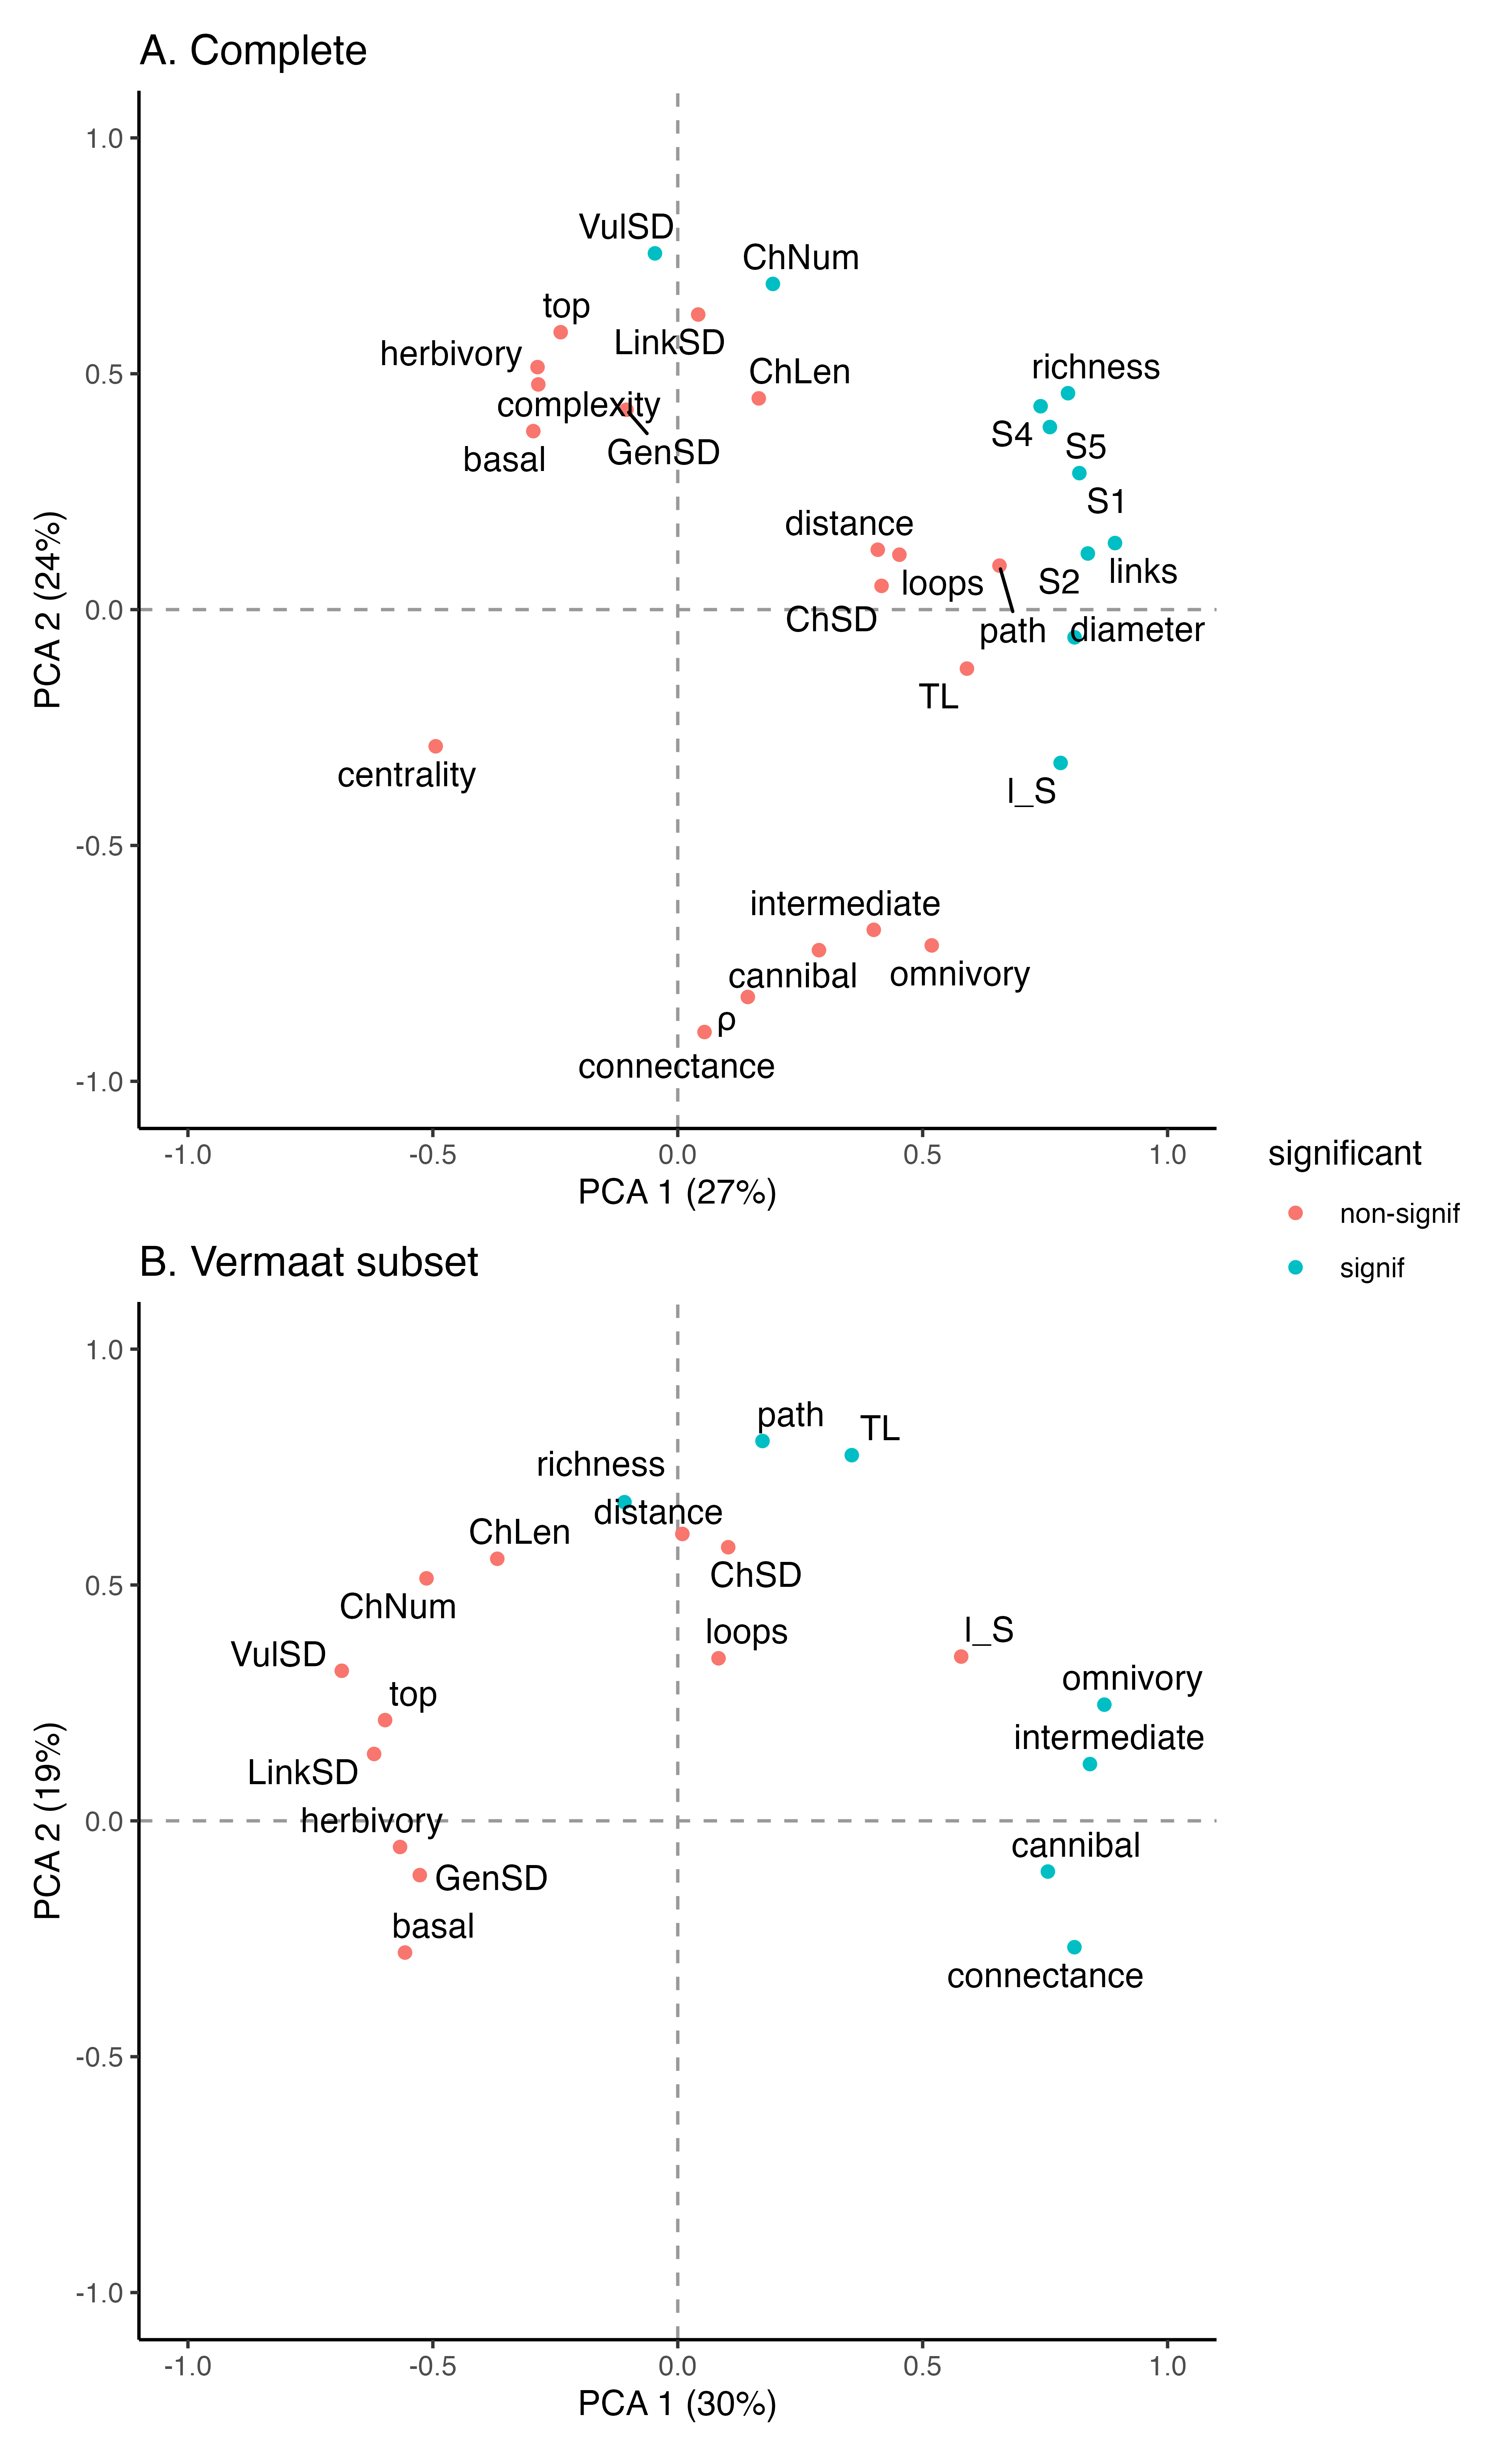 A. Complete
1.0
VulSD
ChNum
top
LinkSD
herbivory
ChLen
richness
0.5
complexity
S4
S5
GenSD
basal
S1
distance
S2
links
loops
0.0
ChSD
path
diameter
TL
centrality
l_S
-0.5
intermediate
cannibal
omnivory
ρ
connectance
-1.0
-1.0 -0.5 0.0 0.5 1.0
PCA 1 (27%)
PCA 2 (24%)
significant
non-signif
signif
B. Vermaat subset
1.0
path
TL
richness
distance
ChLen
0.5
ChSD
ChNum
loops
l_S
VulSD
omnivory
top
intermediate
LinkSD
herbivory
0.0
cannibal
GenSD
basal
connectance
-0.5
-1.0
-1.0 -0.5 0.0 0.5 1.0
PCA 1 (30%)
PCA 2 (19%)